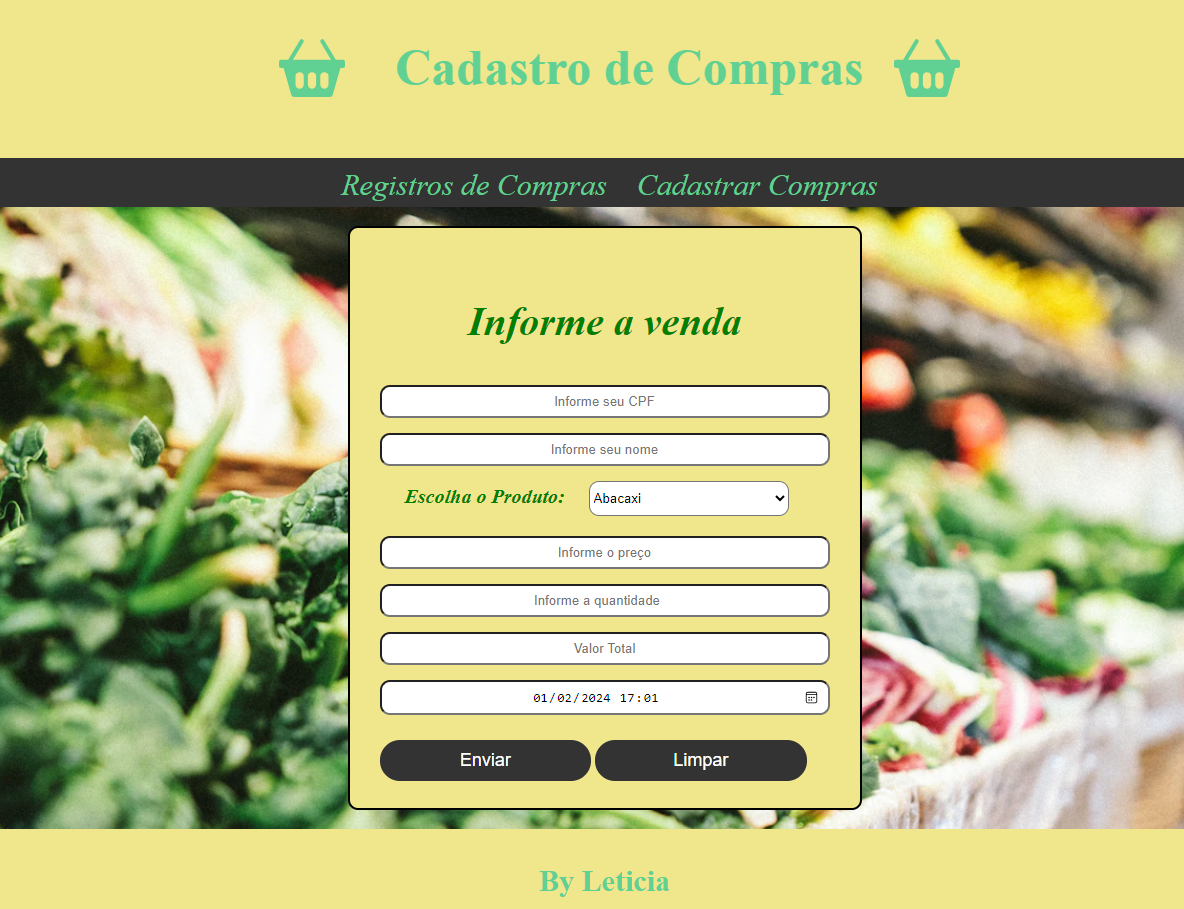 Cadastro de Compras
Registros de Compras Cadastrar Compras
Informe a venda
Informe seu CPF
Informe seu nome
Escolha o Produto: Abacaxi
Informe o preço
Informe a quantidade
Valor Total
01/02/2024 17:01
Enviar Limpar
By Leticia